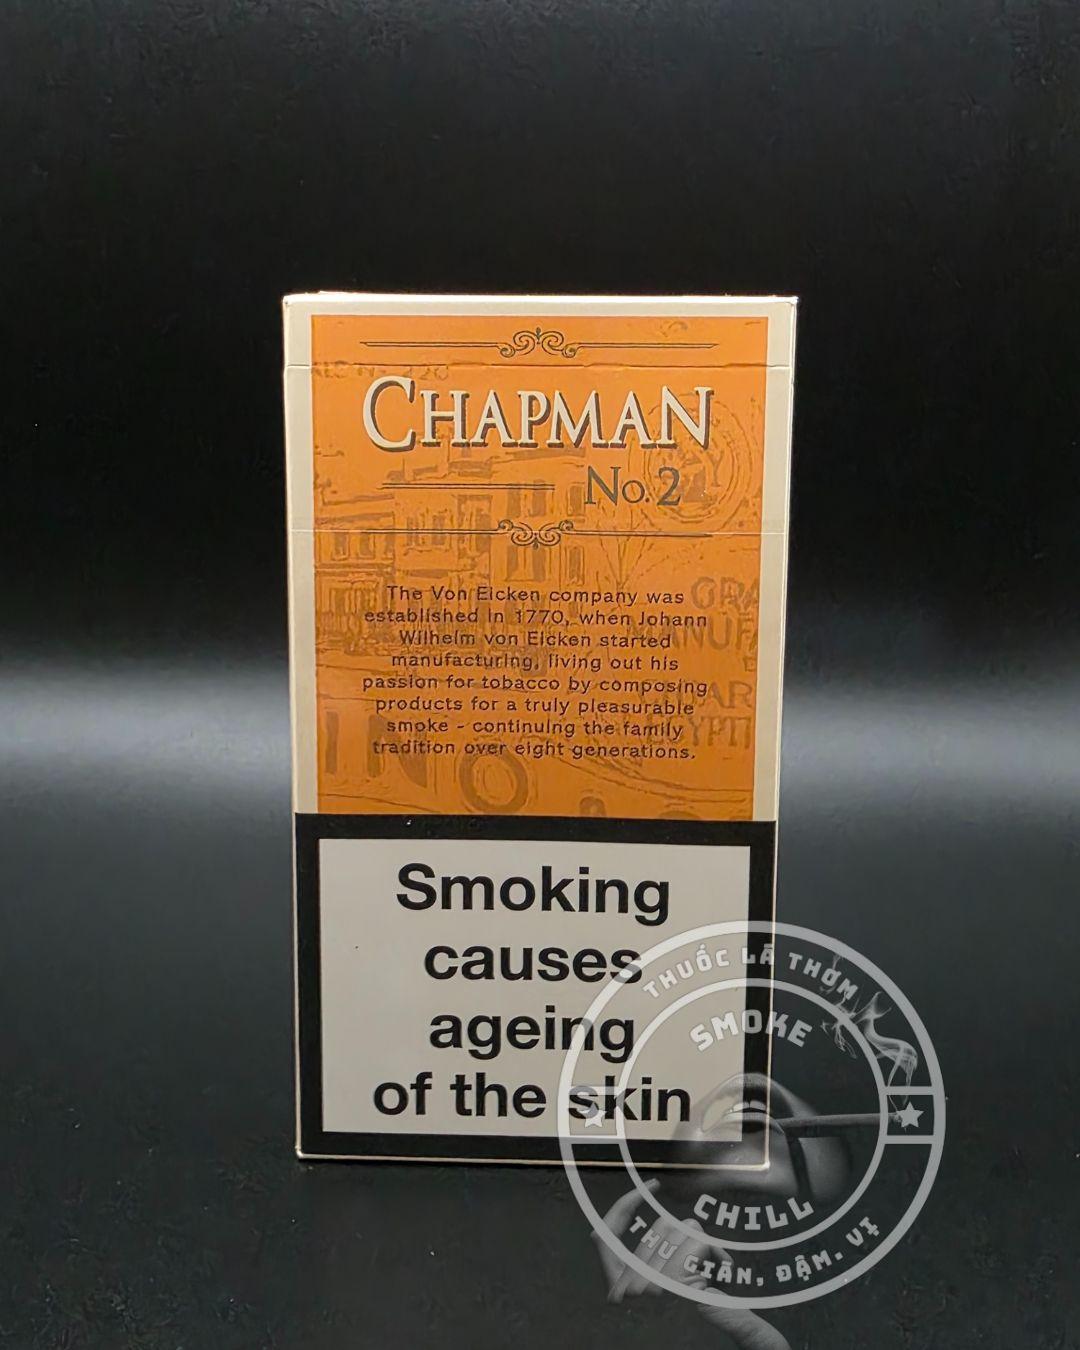 CHAPMAN
No. 2
The Von Eicken company was
established in 1770, when Johann
Wilhelm von Eicken started
manufacturing, living out his
passion for tobacco by composing
products for a truly pleasurable
smoke - continuing the family
tradition over eight generations.
Smoking
causes
ageing
of the skin
THUỐC LÁ THƠM
SMOKE
CHILL
THƯ GIÃN, ĐẬM. VỊ